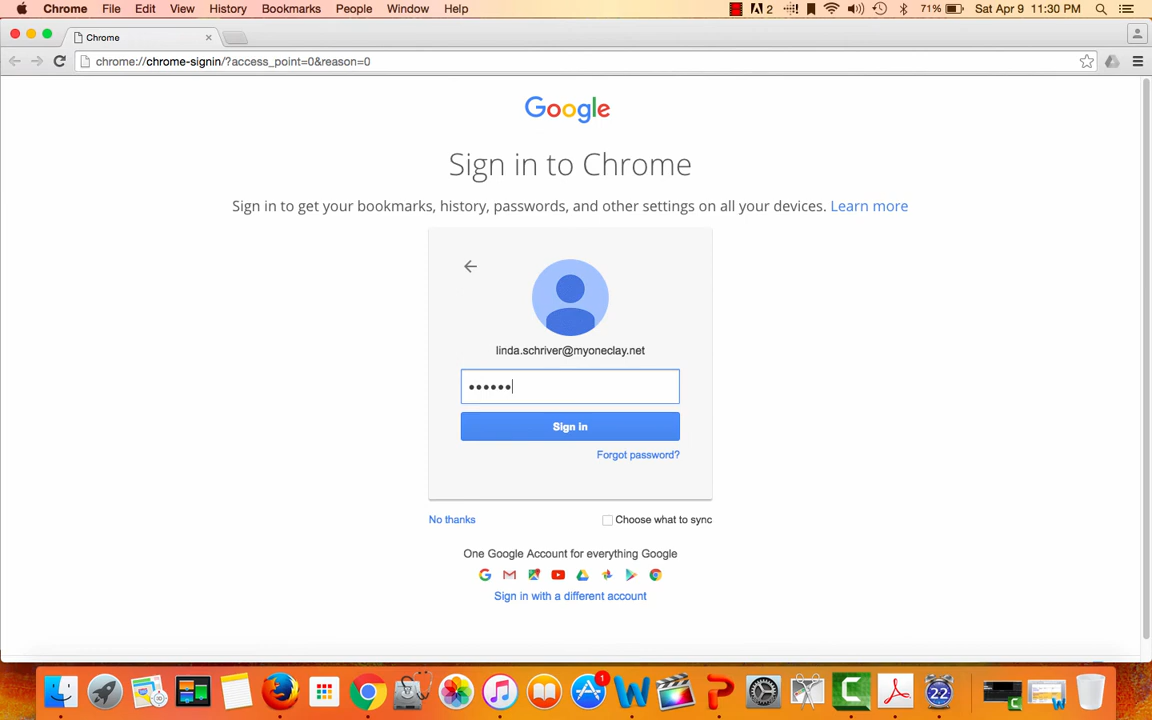 Chrome File Edit View History Bookmarks People Window Help 2 71% Sat Apr 9 11:30 PM
Chrome
chrome://chrome-signin/?access_point=0&reason=0
Google
Sign in to Chrome
Sign in to get your bookmarks, history, passwords, and other settings on all your devices. Learn more
linda.schriver@myoneclay.net
••••••
Sign in
Forgot password?
No thanks Choose what to sync
One Google Account for everything Google
Sign in with a different account
1
22